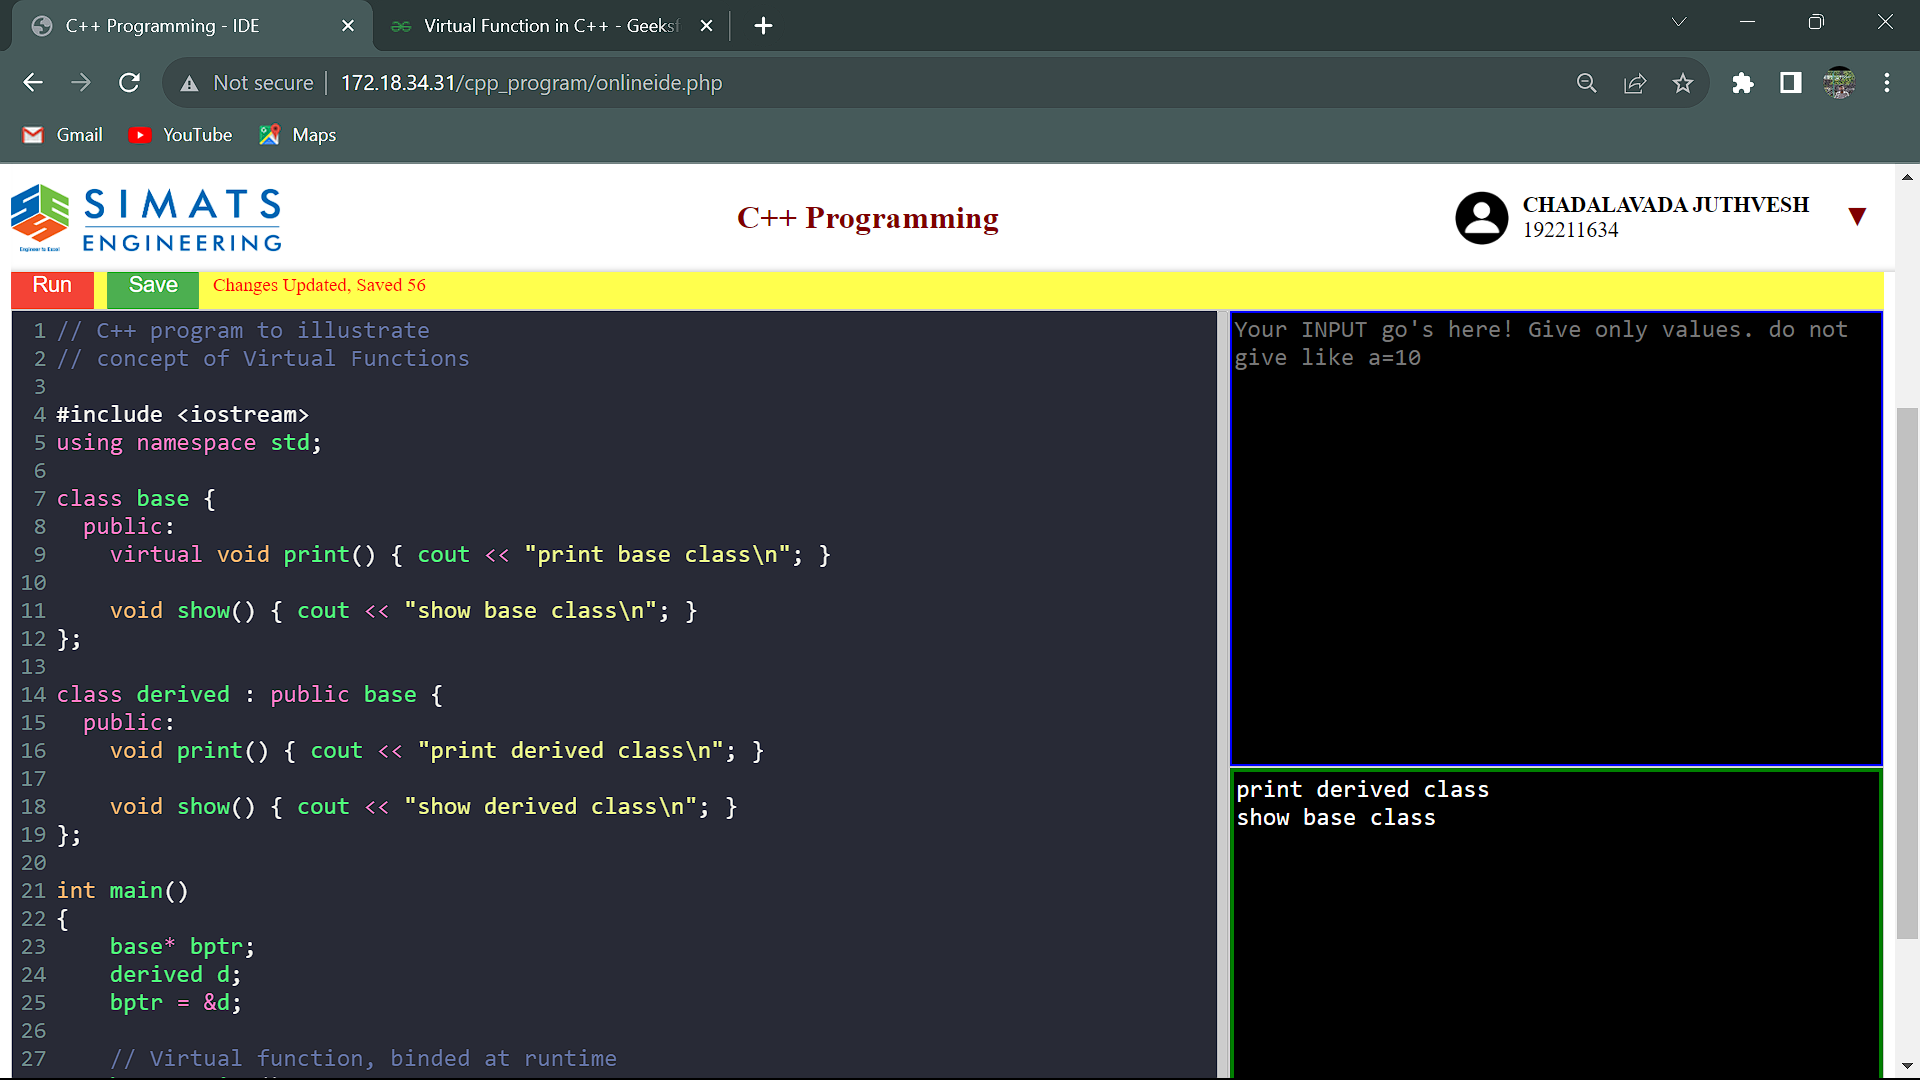 C++ Programming - IDE
Virtual Function in C++ - Geeksf
Not secure
172.18.34.31/cpp_program/onlineide.php
Gmail
YouTube
Maps
SIMATS
ENGINEERING
Engineer to Excel
C++ Programming
CHADALAVADA JUTHVESH
192211634
Run
Save
Changes Updated, Saved 56
1 // C++ program to illustrate
2 // concept of Virtual Functions
3
4 #include <iostream>
5 using namespace std;
6
7 class base {
8   public:
9     virtual void print() { cout << "print base class\n"; }
10
11     void show() { cout << "show base class\n"; }
12 };
13
14 class derived : public base {
15   public:
16     void print() { cout << "print derived class\n"; }
17
18     void show() { cout << "show derived class\n"; }
19 };
20
21 int main()
22 {
23     base* bptr;
24     derived d;
25     bptr = &d;
26
27     // Virtual function, binded at runtime
Your INPUT go's here! Give only values. do not
give like a=10
print derived class
show base class